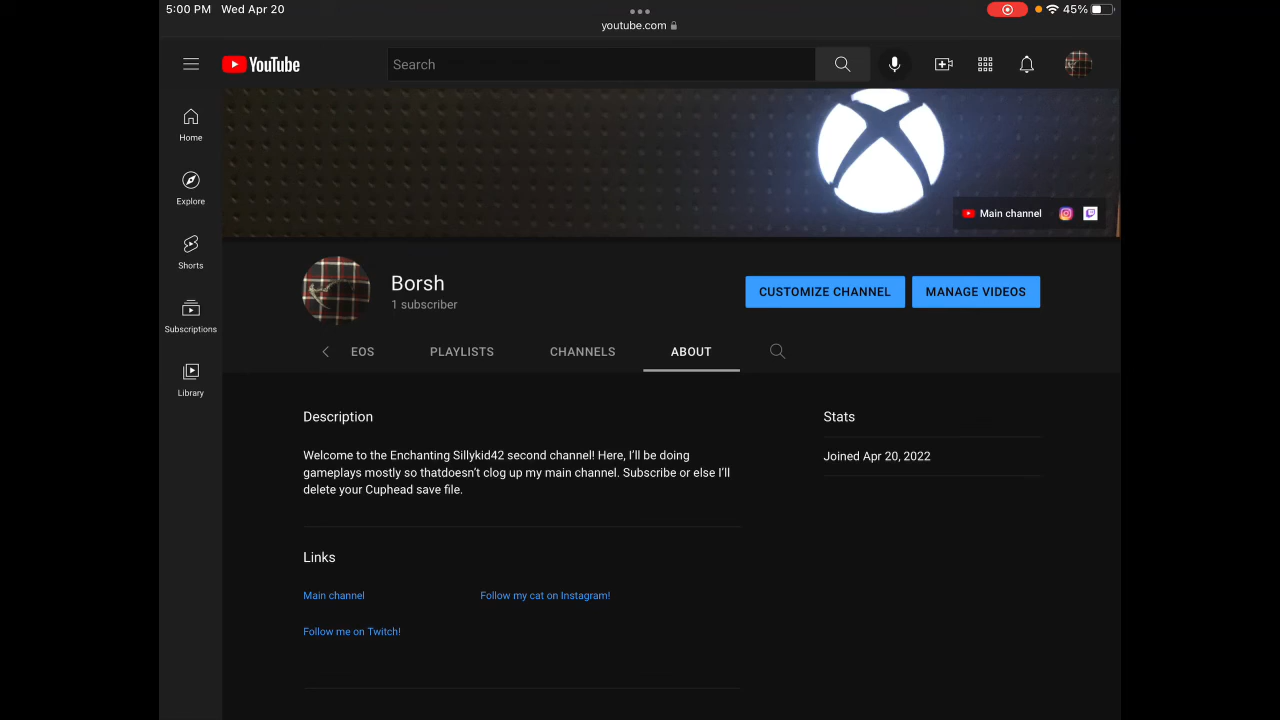 5:00 PM Wed Apr 20
45%
youtube.com
YouTube
Search
Home
Explore
Shorts
Subscriptions
Library
Main channel
Borsh
1 subscriber
CUSTOMIZE CHANNEL
MANAGE VIDEOS
EOS
PLAYLISTS
CHANNELS
ABOUT
Description
Welcome to the Enchanting Sillykid42 second channel! Here, I’ll be doing
gameplays mostly so thatdoesn’t clog up my main channel. Subscribe or else I’ll
delete your Cuphead save file.
Links
Main channel
Follow my cat on Instagram!
Follow me on Twitch!
Stats
Joined Apr 20, 2022